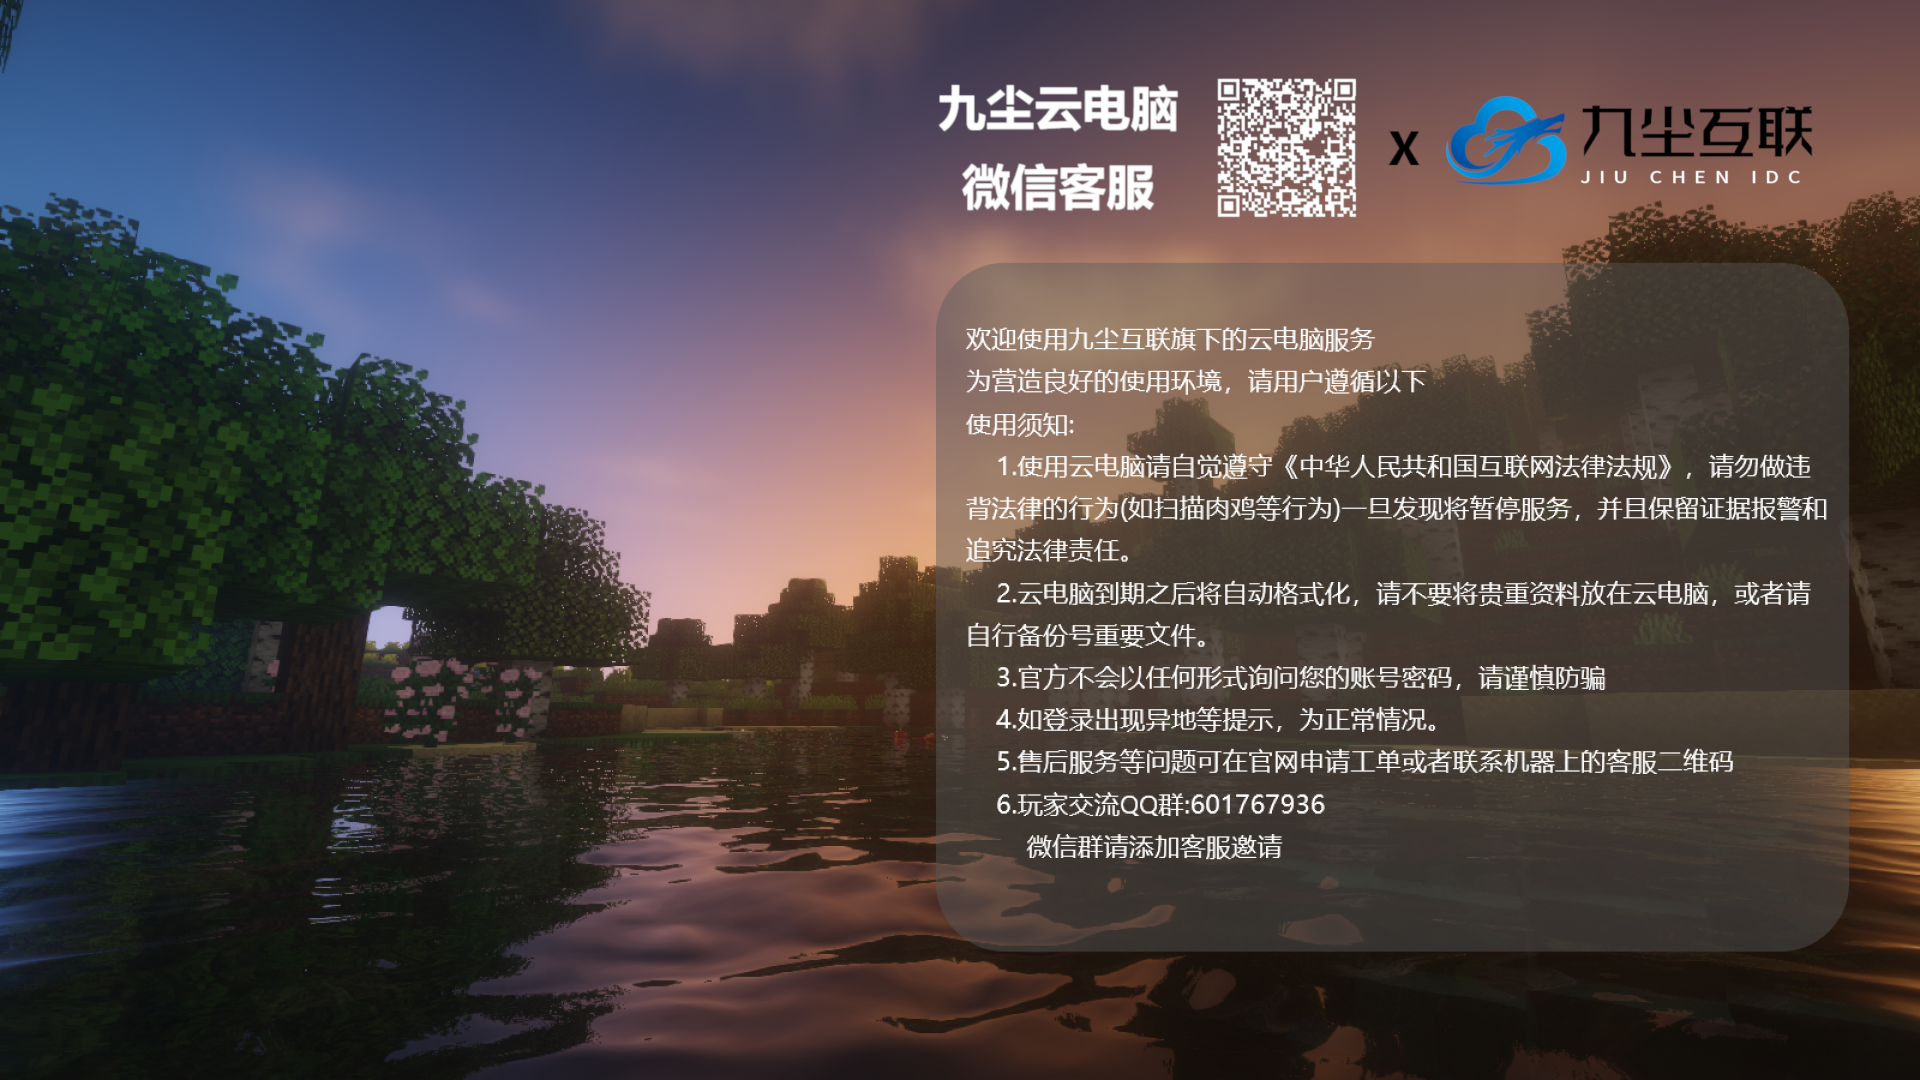 九尘云电脑
微信客服
X
九尘互联
JIU CHEN IDC
欢迎使用九尘互联旗下的云电脑服务
为营造良好的使用环境，请用户遵循以下
使用须知:
1.使用云电脑请自觉遵守《中华人民共和国互联网法律法规》，请勿做违
背法律的行为(如扫描肉鸡等行为)一旦发现将暂停服务，并且保留证据报警和
追究法律责任。
2.云电脑到期之后将自动格式化，请不要将贵重资料放在云电脑，或者请
自行备份号重要文件。
3.官方不会以任何形式询问您的账号密码，请谨慎防骗
4.如登录出现异地等提示，为正常情况。
5.售后服务等问题可在官网申请工单或者联系机器上的客服二维码
6.玩家交流QQ群:601767936
微信群请添加客服邀请